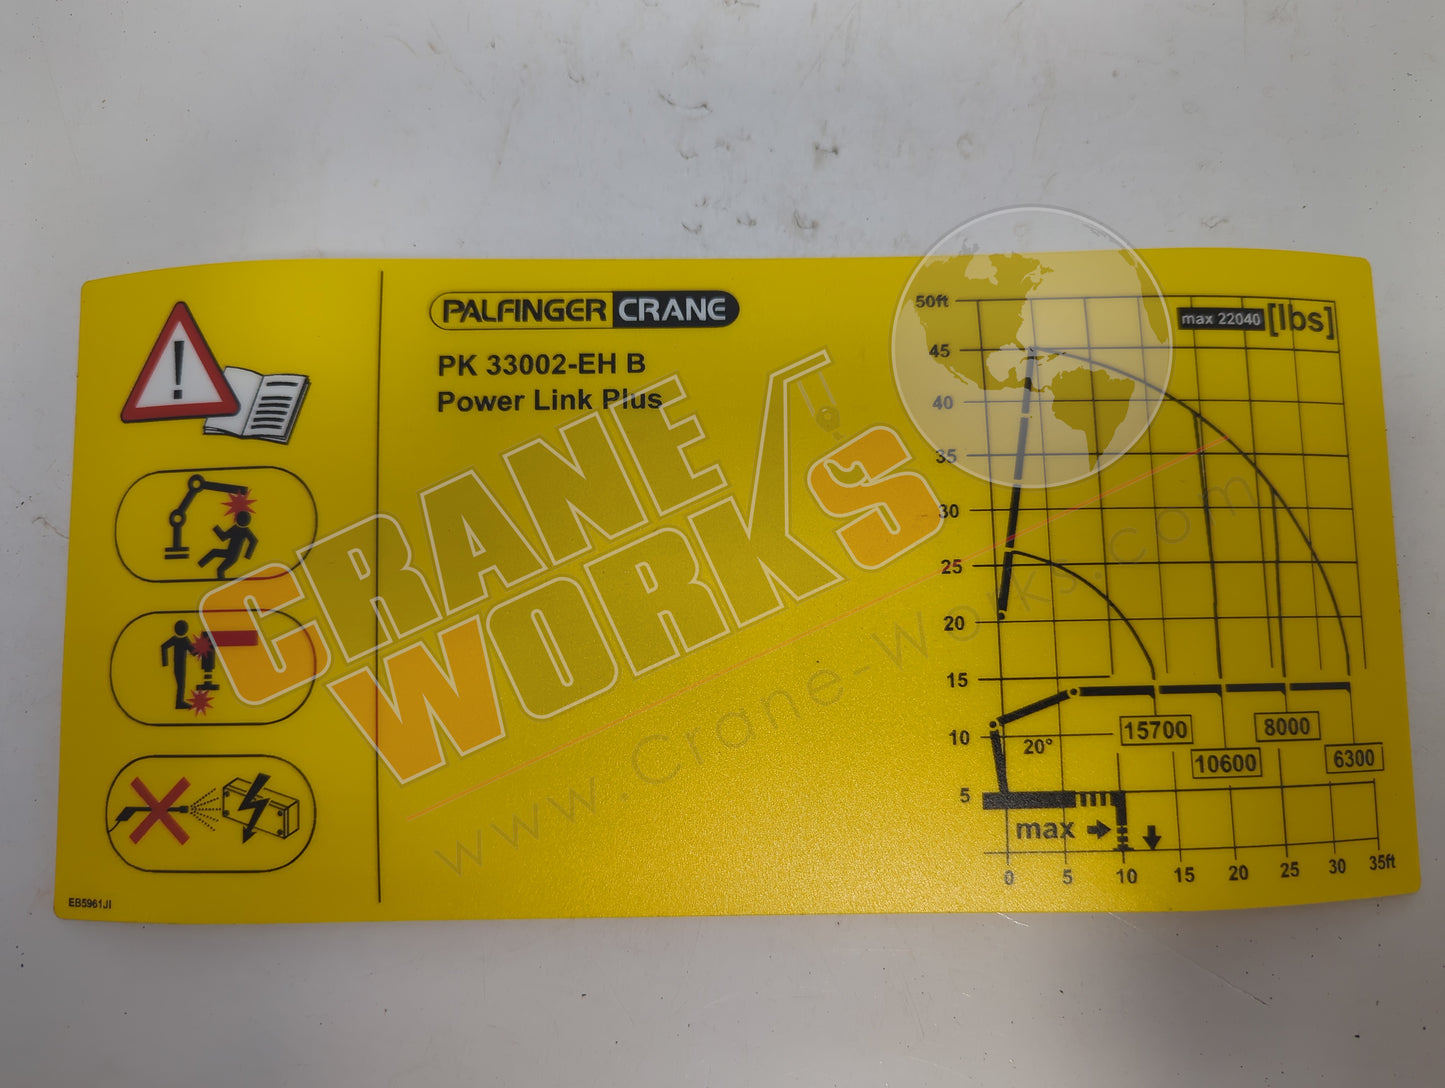 PALFINGER CRANE
PK 33002-EH B
Power Link Plus
EB5961JI
max 22040 [lbs]
50ft
45
40
35
30
25
20
15
10
5
20°
15700
10600
8000
6300
max
0 5 10 15 20 25 30 35ft
CRANE
WORKS
www.Crane-Works.com